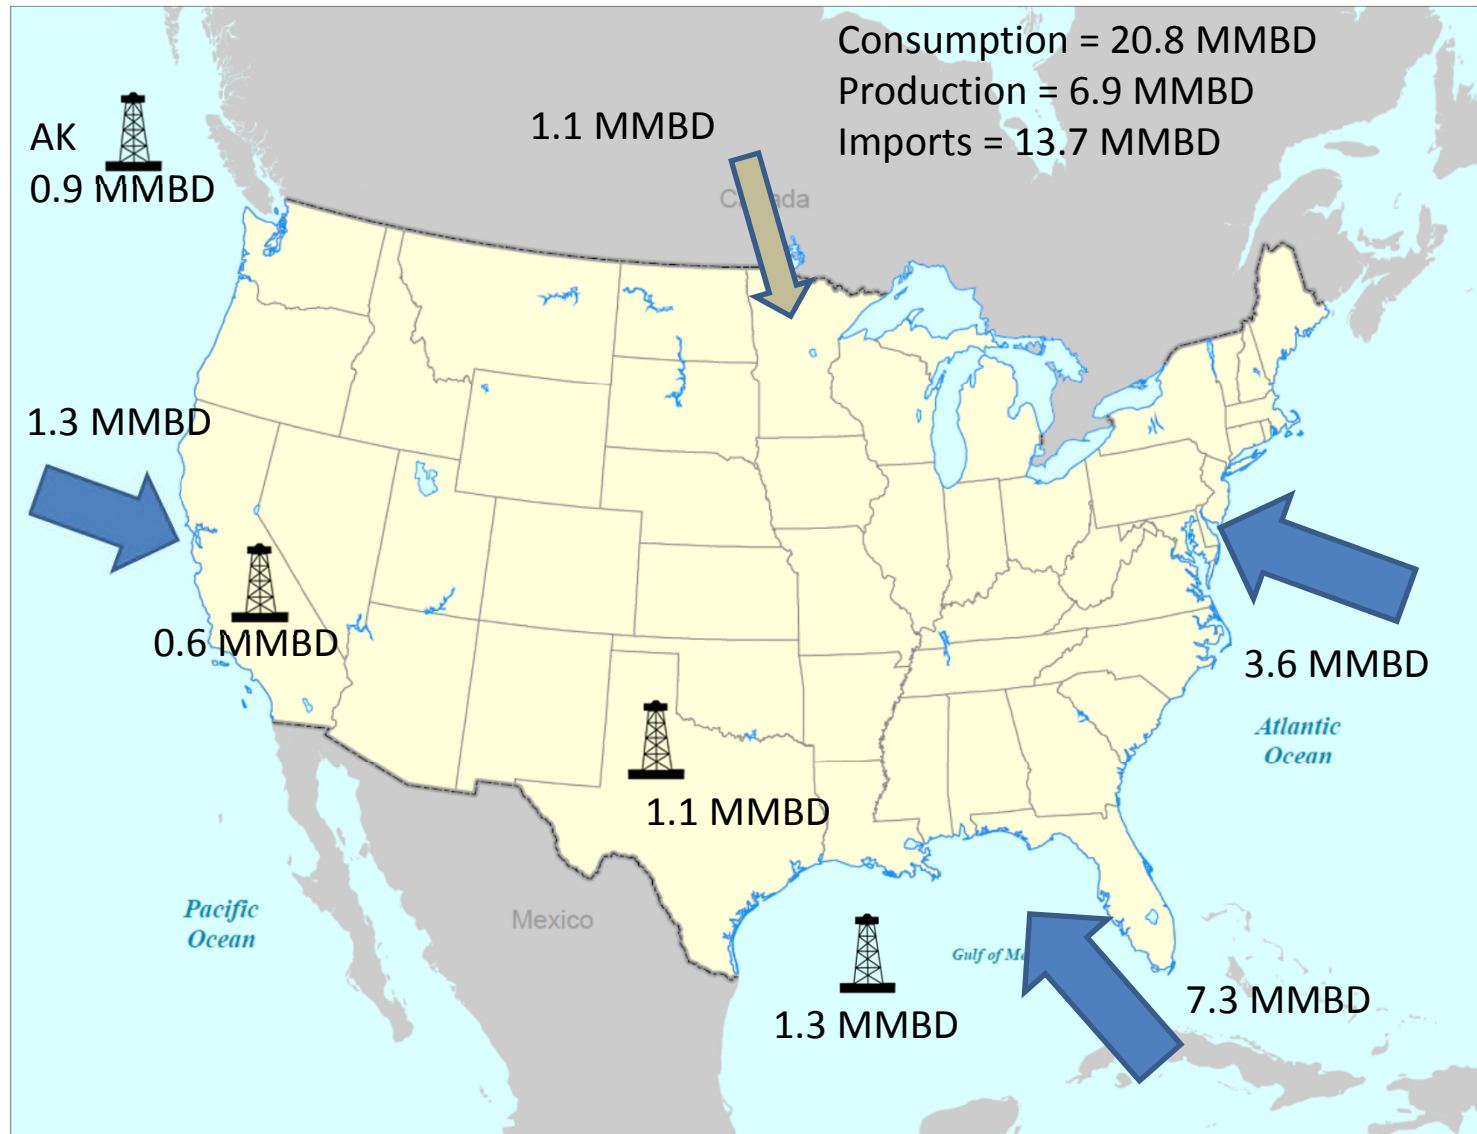 Consumption = 20.8 MMBD
Production = 6.9 MMBD
Imports = 13.7 MMBD
AK
0.9 MMBD
1.1 MMBD
1.3 MMBD
0.6 MMBD
3.6 MMBD
Atlantic
Ocean
1.1 MMBD
Pacific
Ocean
Mexico
Gulf of
1.3 MMBD
7.3 MMBD